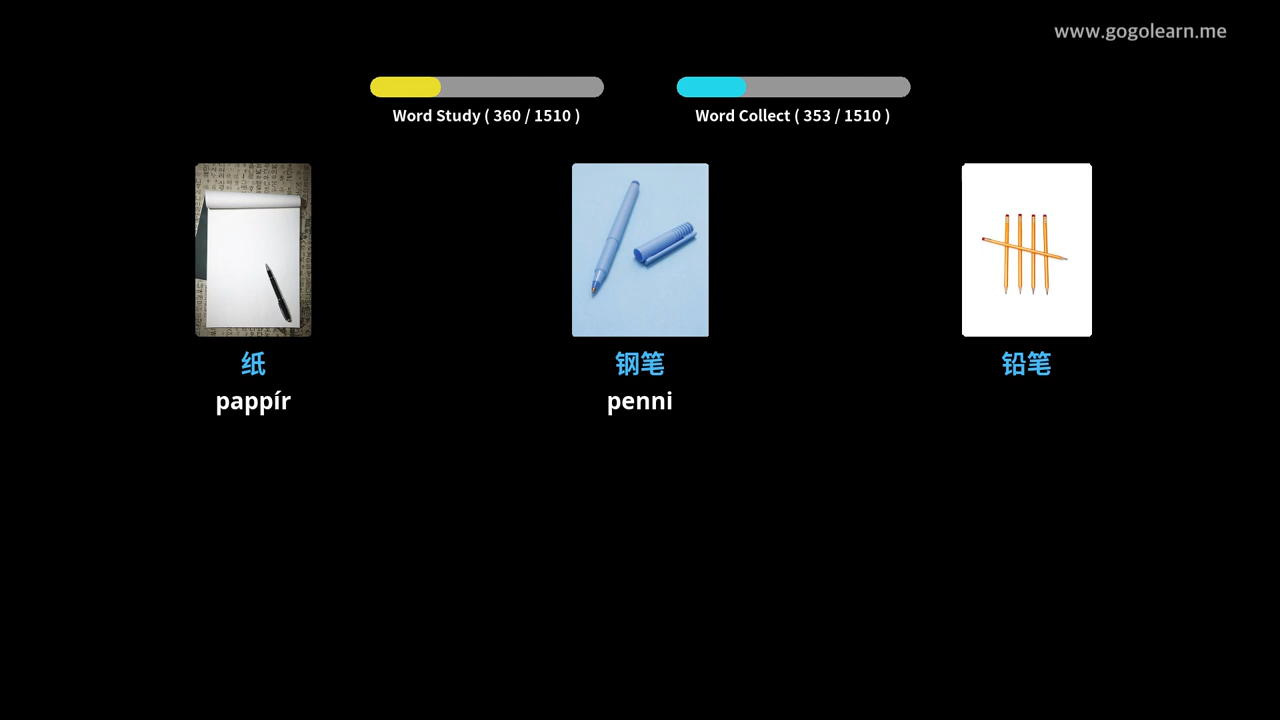 www.gogolearn.me
Word Study ( 360 / 1510 )
Word Collect ( 353 / 1510 )
纸
钢笔
铅笔
pappír
penni